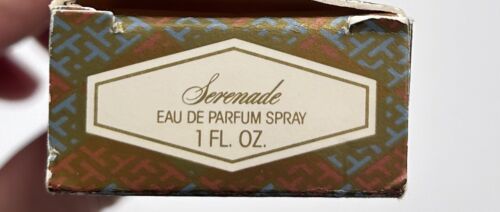 Serenade
EAU DE PARFUM SPRAY
1 FL. OZ.